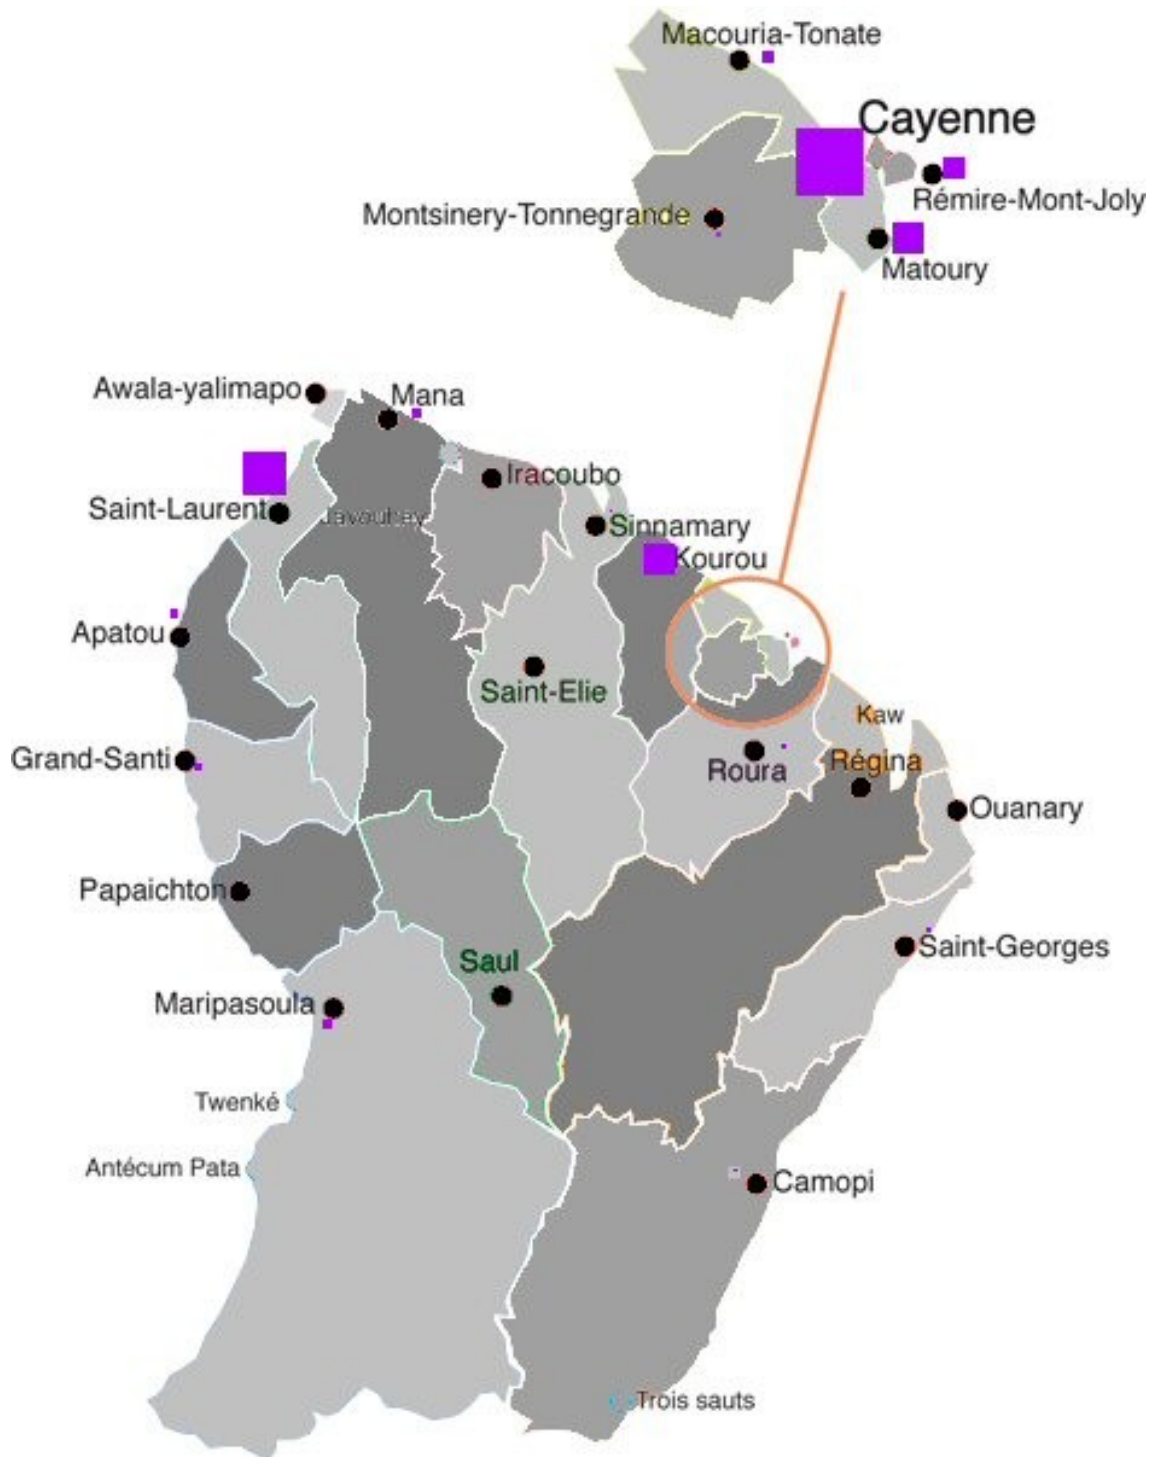 Macouria-Tonate
Cayenne
Rémire-Mont-Joly
Montsinery-Tonnegrande
Matoury
Awala-yalimapo
Mana
Iracoubo
Saint-Laurent
Javouhey
Sinnamary
Kourou
Apatou
Saint-Elie
Kaw
Grand-Santi
Roura
Régina
Ouanary
Papaichton
Saint-Georges
Saul
Maripasoula
Twenké
Antécum Pata
Camopi
Trois sauts